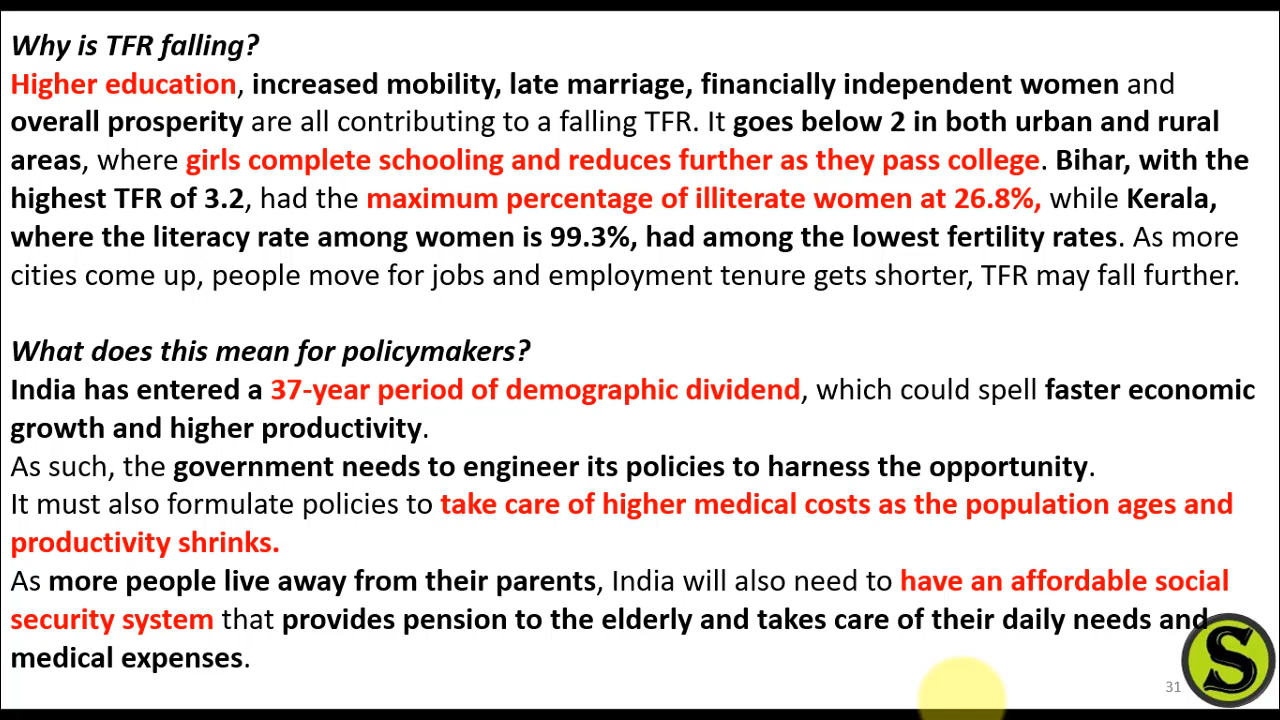 Why is TFR falling?
Higher education, increased mobility, late marriage, financially independent women and
overall prosperity are all contributing to a falling TFR. It goes below 2 in both urban and rural
areas, where girls complete schooling and reduces further as they pass college. Bihar, with the
highest TFR of 3.2, had the maximum percentage of illiterate women at 26.8%, while Kerala,
where the literacy rate among women is 99.3%, had among the lowest fertility rates. As more
cities come up, people move for jobs and employment tenure gets shorter, TFR may fall further.
What does this mean for policymakers?
India has entered a 37-year period of demographic dividend, which could spell faster economic
growth and higher productivity.
As such, the government needs to engineer its policies to harness the opportunity.
It must also formulate policies to take care of higher medical costs as the population ages and
productivity shrinks.
As more people live away from their parents, India will also need to have an affordable social
security system that provides pension to the elderly and takes care of their daily needs and
medical expenses.
S
31